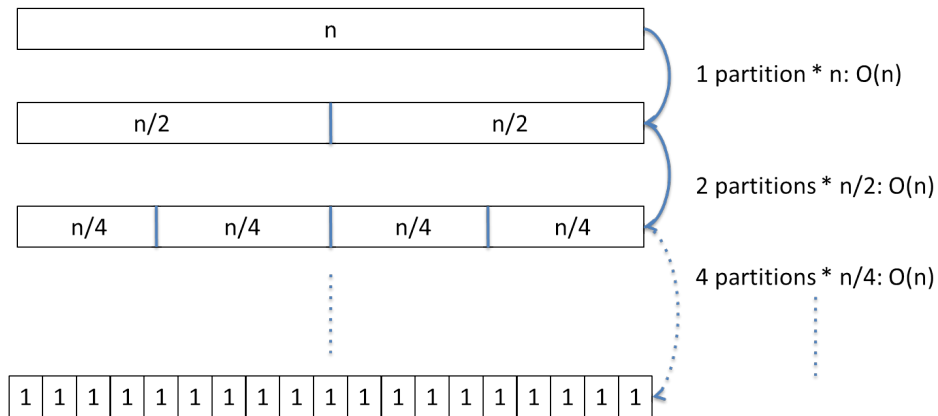 n
1 partition * n: O(n)
n/2 n/2
2 partitions * n/2: O(n)
n/4 n/4 n/4 n/4
4 partitions * n/4: O(n)
1 1 1 1 1 1 1 1 1 1 1 1 1 1 1 1 1 1 1